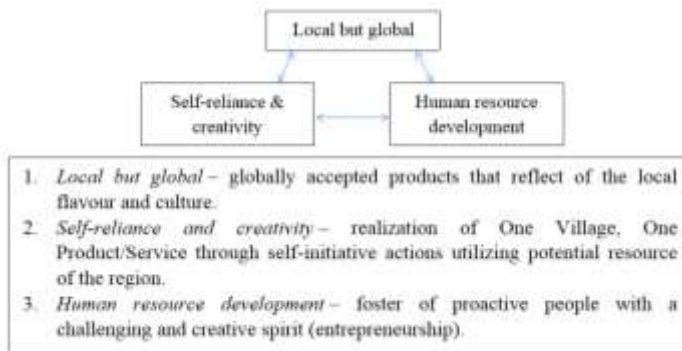 Local but global
Self-reliance &
creativity
Human resource
development
1. Local but global – globally accepted products that reflect of the local
flavour and culture.
2. Self-reliance and creativity – realization of One Village, One
Product/Service through self-initiative actions utilizing potential resource
of the region.
3. Human resource development – foster of proactive people with a
challenging and creative spirit (entrepreneurship).